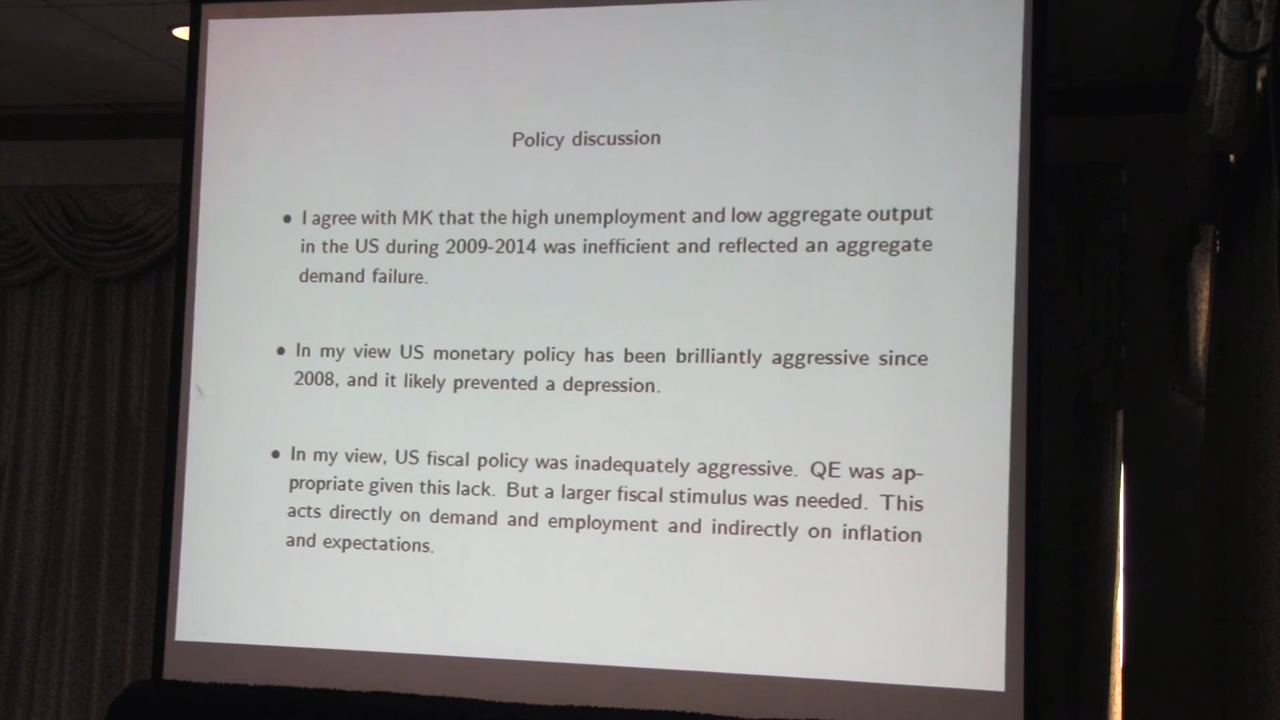 Policy discussion
• I agree with MK that the high unemployment and low aggregate output
in the US during 2009-2014 was inefficient and reflected an aggregate
demand failure.
• In my view US monetary policy has been brilliantly aggressive since
2008, and it likely prevented a depression.
• In my view, US fiscal policy was inadequately aggressive. QE was ap-
propriate given this lack. But a larger fiscal stimulus was needed. This
acts directly on demand and employment and indirectly on inflation
and expectations.